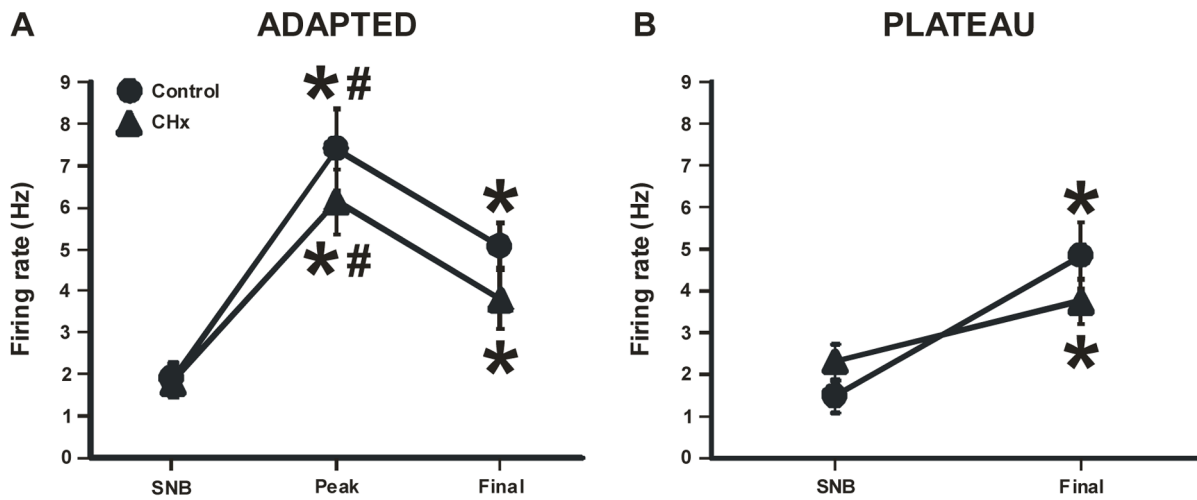 A
ADAPTED
Firing rate (Hz)
9
8
7
6
5
4
3
2
1
0
Control
CHx
* #
* #
*
*
SNB
Peak
Final
B
PLATEAU
Firing rate (Hz)
9
8
7
6
5
4
3
2
1
0
*
*
SNB
Final